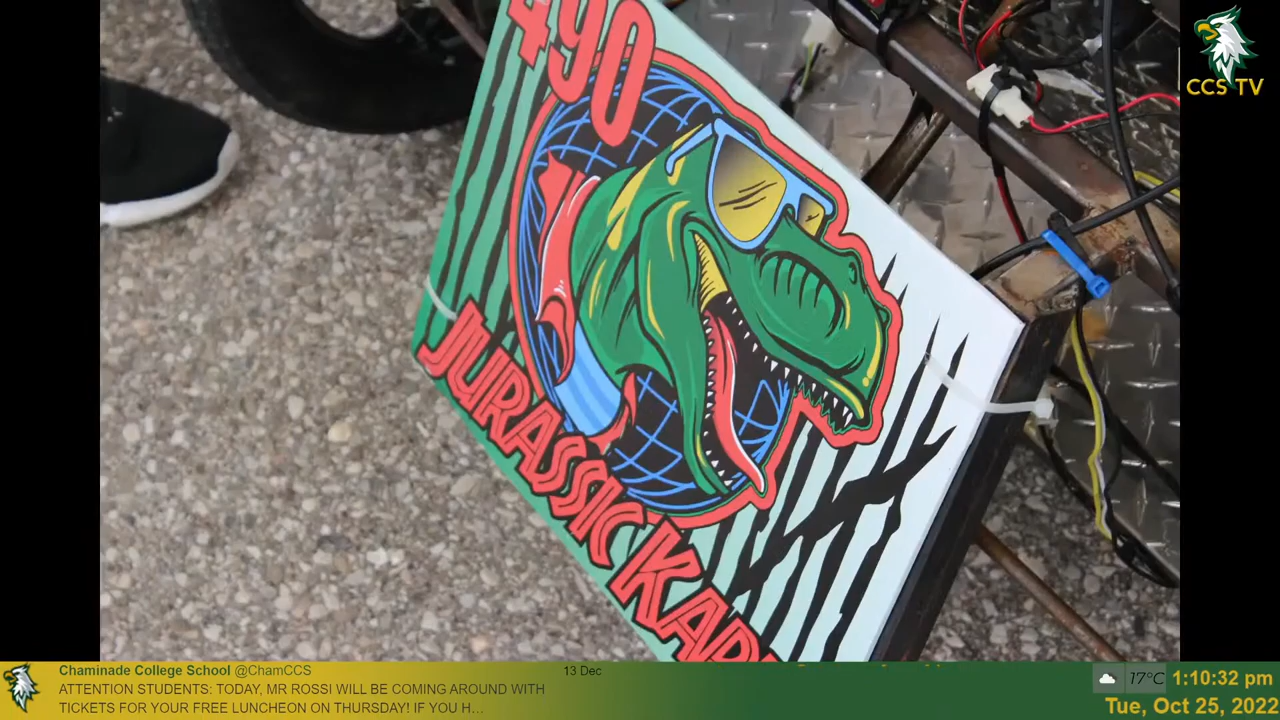 490
JURASSIC KAR
CCS TV
Chaminade College School @ChamCCS
13 Dec
ATTENTION STUDENTS: TODAY, MR ROSSI WILL BE COMING AROUND WITH
TICKETS FOR YOUR FREE LUNCHEON ON THURSDAY! IF YOU H...
17°C
1:10:32 pm
Tue, Oct 25, 2022